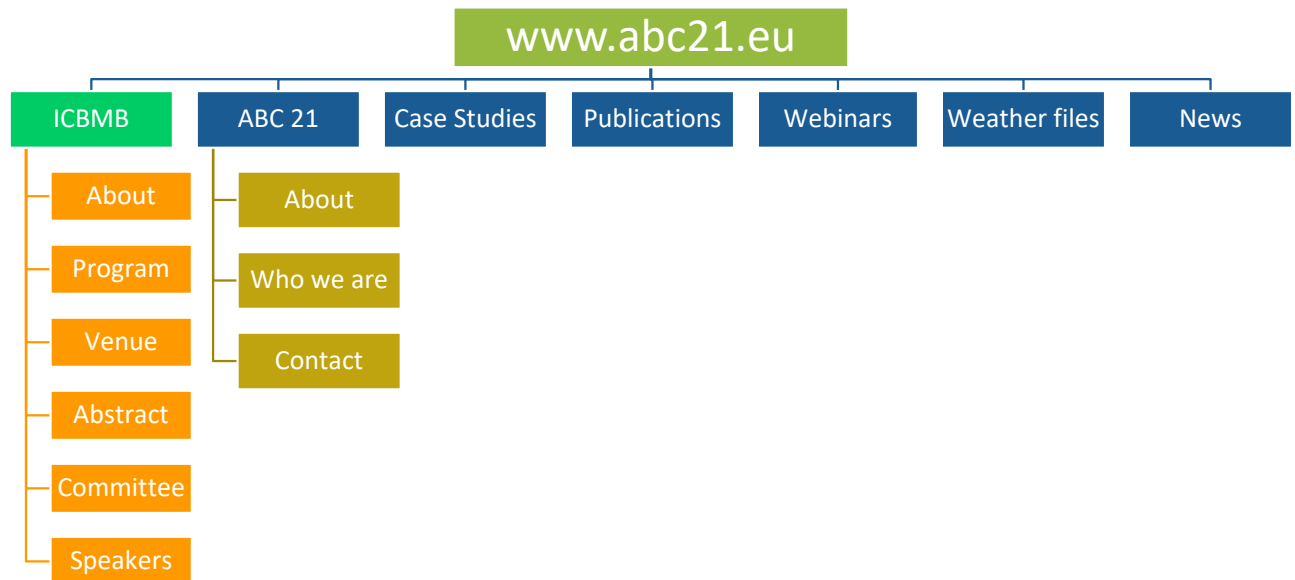 www.abc21.eu
ICBMB
ABC 21
Case Studies
Publications
Webinars
Weather files
News
About
Program
Venue
Abstract
Committee
Speakers
About
Who we are
Contact